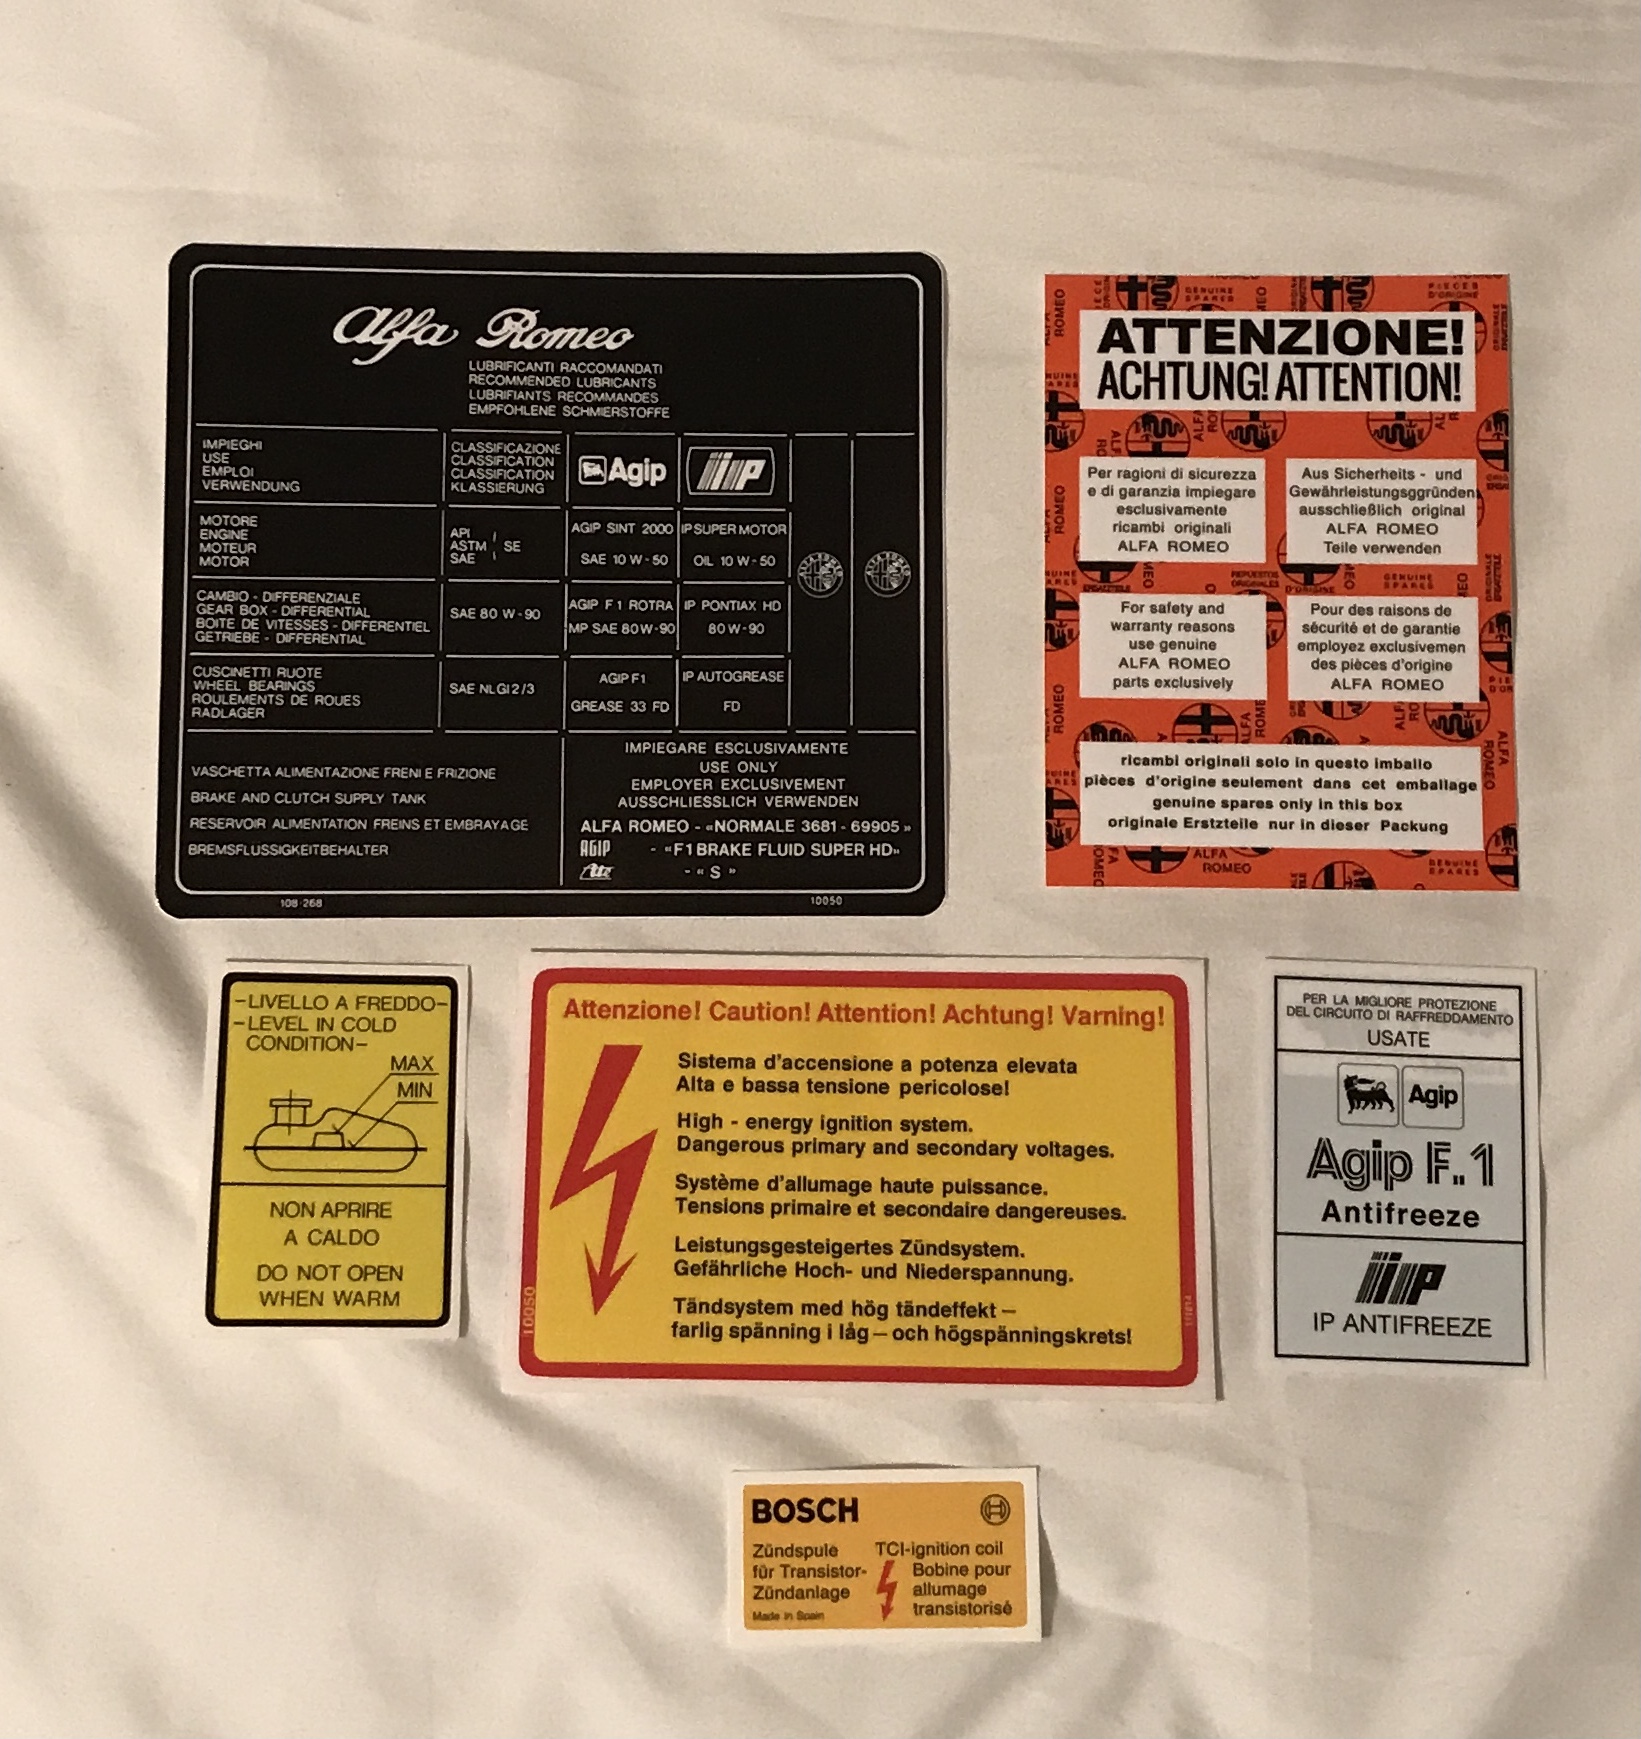 Alfa Romeo
LUBRIFICANTI RACCOMANDATI
RECOMMENDED LUBRICANTS
LUBRIFIANTS RECOMMANDES
EMPFOHLENE SCHMIERSTOFFE
IMPIEGHI
USE
EMPLOI
VERWENDUNG
CLASSIFICAZIONE
CLASSIFICATION
CLASSIFICATION
KLASSIERUNG
Agip
IP
MOTORE
ENGINE
MOTEUR
MOTOR
API
ASTM SE
SAE
AGIP SINT 2000
SAE 10 W-50
IP SUPER MOTOR
OIL 10 W-50
CAMBIO - DIFFERENZIALE
GEAR BOX - DIFFERENTIAL
BOITE DE VITESSES - DIFFERENTIEL
GETRIEBE - DIFFERENTIAL
SAE 80 W-90
AGIP F1 ROTRA
MP SAE 80W-90
IP PONTIAX HD
80W-90
CUSCINETTI RUOTE
WHEEL BEARINGS
ROULEMENTS DE ROUES
RADLAGER
SAE NLGI 2/3
AGIP F1
GREASE 33 FD
IP AUTOGREASE
FD
VASCHETTA ALIMENTAZIONE FRENI E FRIZIONE
BRAKE AND CLUTCH SUPPLY TANK
RESERVOIR ALIMENTATION FREINS ET EMBRAYAGE
BREMSFLUSSIGKEITBEHALTER
IMPIEGARE ESCLUSIVAMENTE
USE ONLY
EMPLOYER EXCLUSIVEMENT
AUSSCHLIESSLICH VERWENDEN
ALFA ROMEO - «NORMALE 3681-69905»
AGIP - «F1 BRAKE FLUID SUPER HD»
Ate - « S »
108-268
10050
ATTENZIONE!
ACHTUNG! ATTENTION!
Per ragioni di sicurezza
e di garanzia impiegare
esclusivamente
ricambi originali
ALFA ROMEO
Aus Sicherheits - und
Gewährleistungsggründen
ausschließlich original
ALFA ROMEO
Teile verwenden
For safety and
warranty reasons
use genuine
ALFA ROMEO
parts exclusively
Pour des raisons de
sécurité et de garantie
employez exclusivemen
des pièces d'origine
ALFA ROMEO
ricambi originali solo in questo imballo
pièces d'origine seulement dans cet emballage
genuine spares only in this box
originale Erstzteile nur in dieser Packung
-LIVELLO A FREDDO-
-LEVEL IN COLD
CONDITION-
MAX
MIN
NON APRIRE
A CALDO
DO NOT OPEN
WHEN WARM
Attenzione! Caution! Attention! Achtung! Varning!
Sistema d'accensione a potenza elevata
Alta e bassa tensione pericolose!
High - energy ignition system.
Dangerous primary and secondary voltages.
Système d'allumage haute puissance.
Tensions primaire et secondaire dangereuses.
Leistungsgesteigertes Zündsystem.
Gefährliche Hoch- und Niederspannung.
Tändsystem med hög tändeffekt –
farlig spänning i låg – och högspänningskrets!
10050
PER LA MIGLIORE PROTEZIONE
DEL CIRCUITO DI RAFFREDDAMENTO
USATE
Agip
Agip F.1
Antifreeze
IP
IP ANTIFREEZE
BOSCH
Zündspule
für Transistor-
Zündanlage
Made in Spain
TCI-ignition coil
Bobine pour
allumage
transistorisé